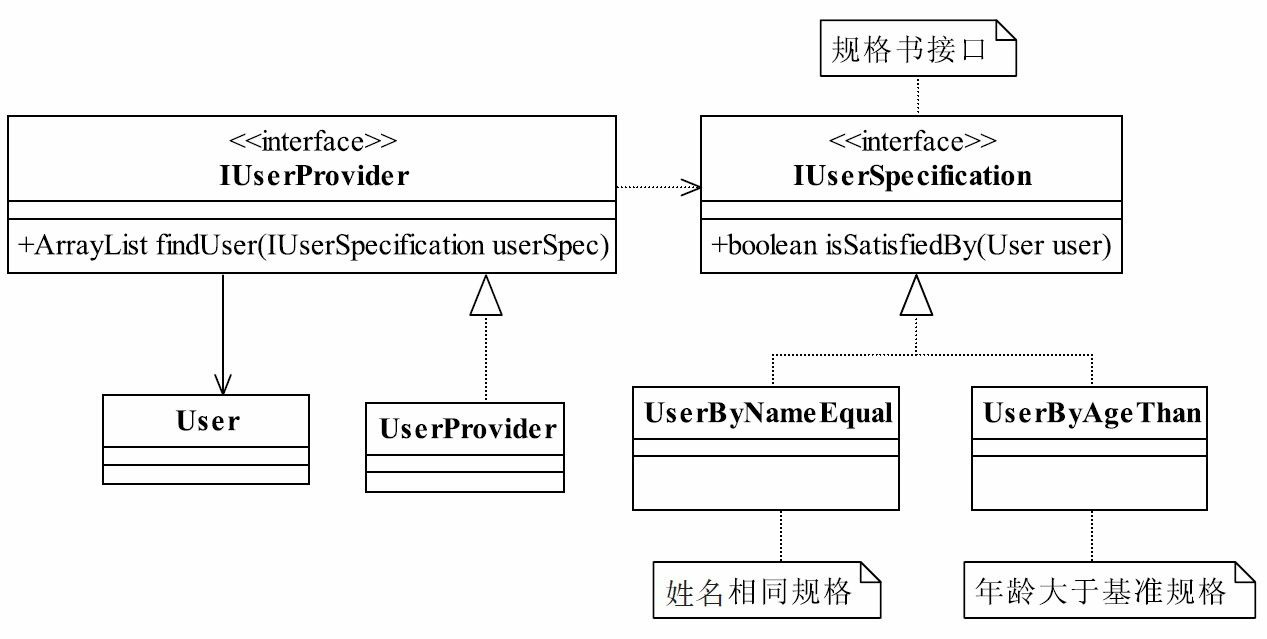 规格书接口
<<interface>>
IUserProvider
+ArrayList findUser(IUserSpecification userSpec)
<<interface>>
IUserSpecification
+boolean isSatisfiedBy(User user)
User
UserProvider
UserByNameEqual
UserByAgeThan
姓名相同规格
年龄大于基准规格